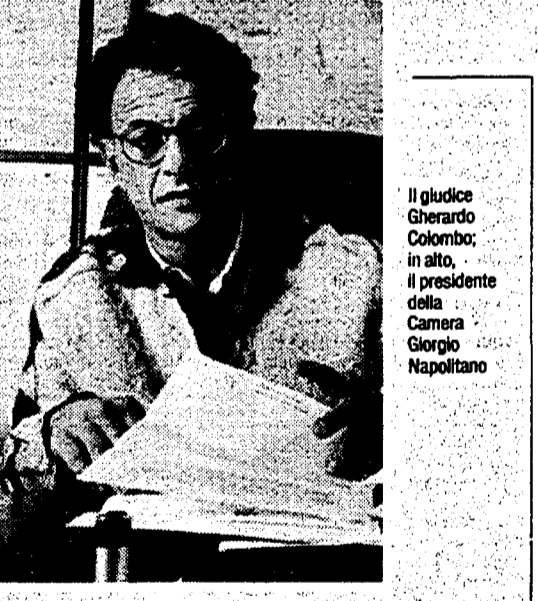 Il giudice
Gherardo
Colombo;
in alto,
il presidente
della
Camera
Giorgio
Napolitano